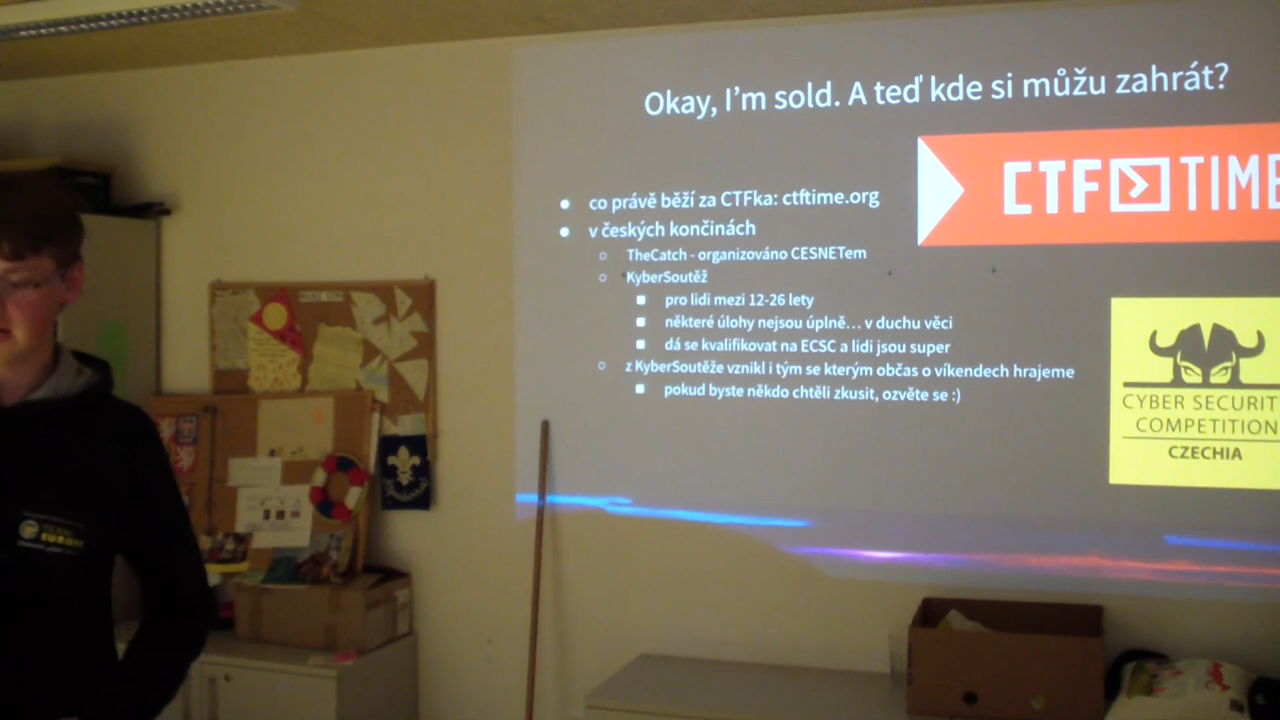 Okay, I'm sold. A teď kde si můžu zahrát?
CTF TIME
co právě běží za CTFka: ctftime.org
v českých končinách
TheCatch - organizováno CESNETem
KyberSoutěž
pro lidi mezi 12-26 lety
některé úlohy nejsou úplně... v duchu věci
dá se kvalifikovat na ECSC a lidi jsou super
z KyberSoutěže vznikl i tým se kterým občas o víkendech hrajeme
pokud byste někdo chtěli zkusit, ozvěte se :)
CYBER SECURIT
COMPETITION
CZECHIA
TEAM
EUROPE